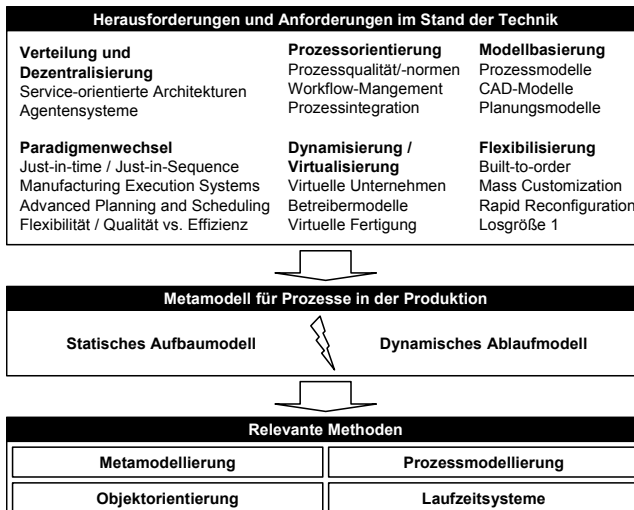 Herausforderungen und Anforderungen im Stand der Technik
Verteilung und
Dezentralisierung
Service-orientierte Architekturen
Agentensysteme
Prozessorientierung
Prozessqualität/-normen
Workflow-Mangement
Prozessintegration
Modellbasierung
Prozessmodelle
CAD-Modelle
Planungsmodelle
Paradigmenwechsel
Just-in-time / Just-in-Sequence
Manufacturing Execution Systems
Advanced Planning and Scheduling
Flexibilität / Qualität vs. Effizienz
Dynamisierung /
Virtualisierung
Virtuelle Unternehmen
Betreibermodelle
Virtuelle Fertigung
Flexibilisierung
Built-to-order
Mass Customization
Rapid Reconfiguration
Losgröße 1
Metamodell für Prozesse in der Produktion
Statisches Aufbaumodell
Dynamisches Ablaufmodell
Relevante Methoden
Metamodellierung
Prozessmodellierung
Objektorientierung
Laufzeitsysteme